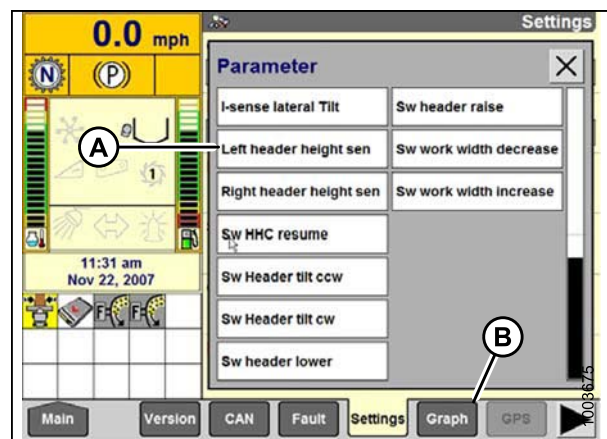 0.0 mph
Settings
N
(P)
Parameter
X
I-sense lateral Tilt
Sw header raise
A
Left header height sen
Sw work width decrease
1
Right header height sen
Sw work width increase
Sw HHC resume
11:31 am
Nov 22, 2007
Sw Header tilt ccw
F
F
Sw Header tilt cw
B
Sw header lower
1003675
Main
Version
CAN
Fault
Settings
Graph
GPS